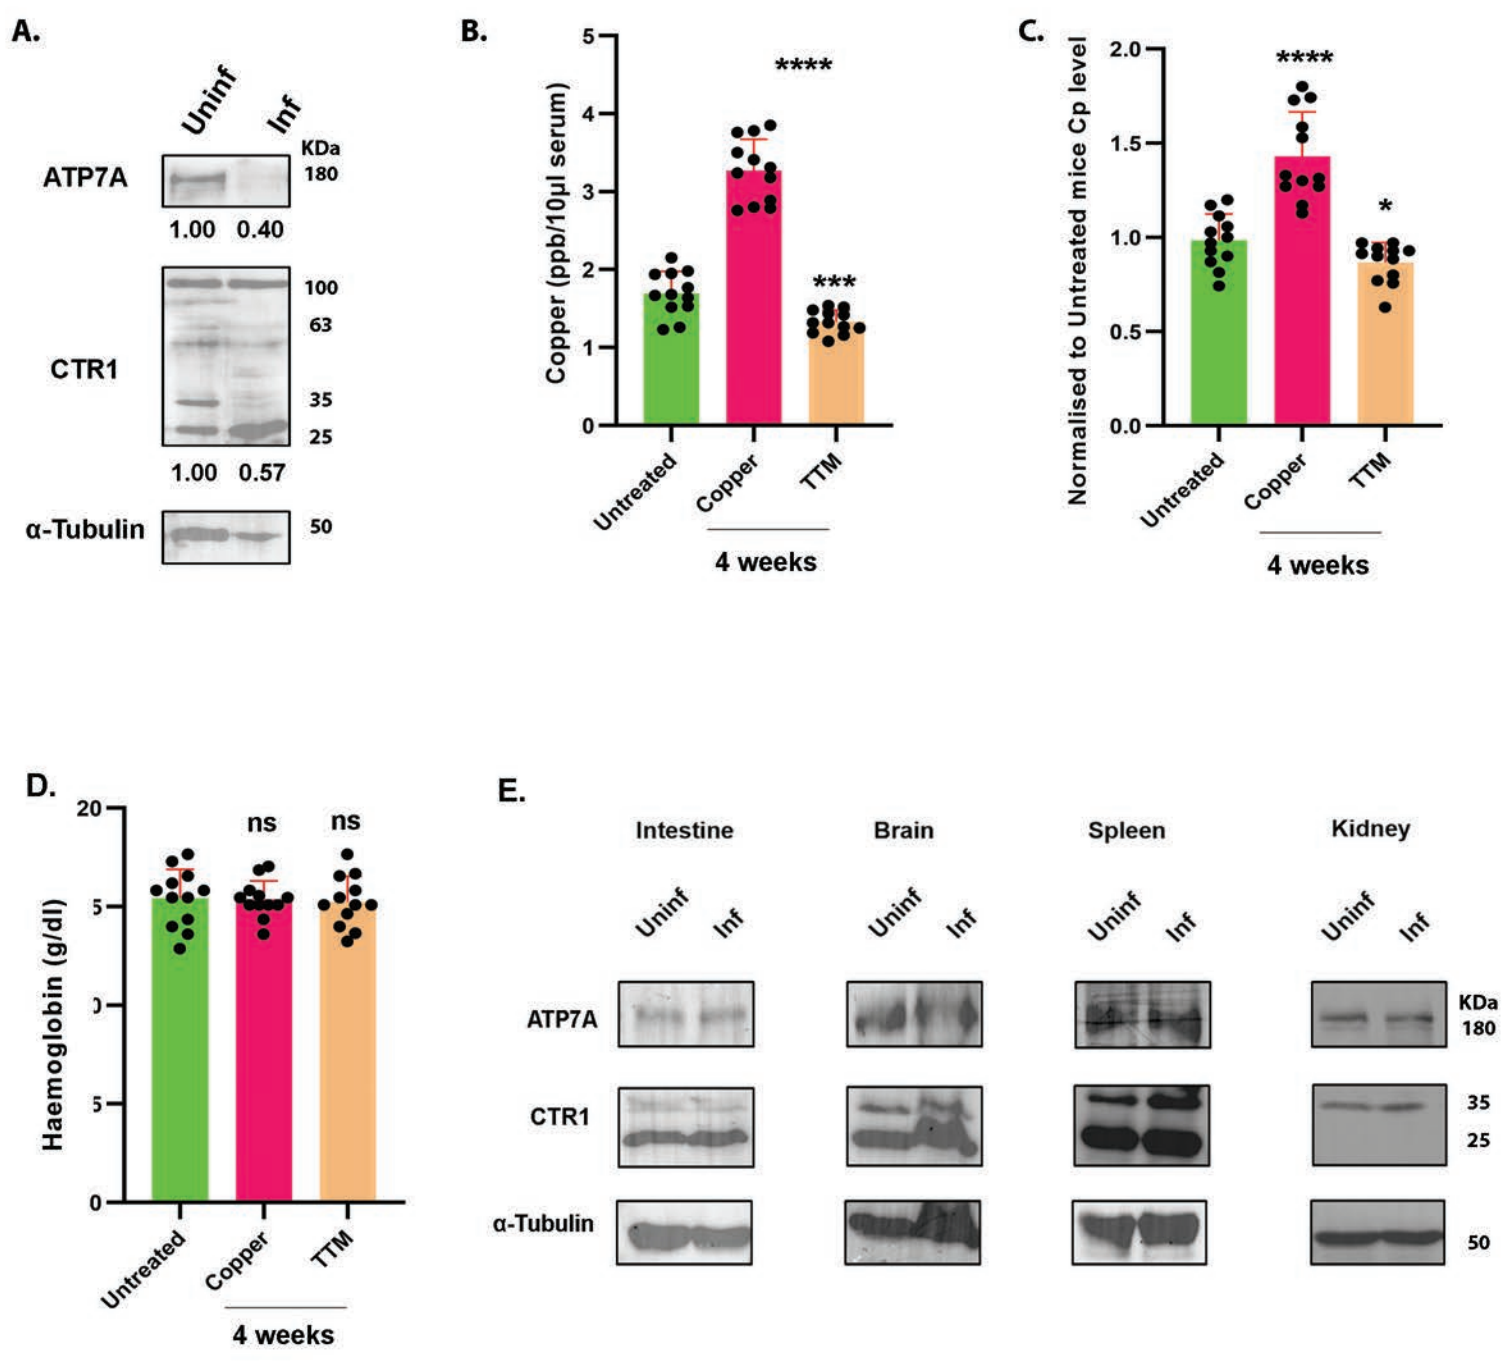 A.
Uninf Inf
KDa
ATP7A 180
1.00 0.40
100
63
CTR1
35
25
1.00 0.57
α-Tubulin 50
B.
Copper (ppb/10µl serum)
5
4
3
2
1
0
****
***
Untreated Copper TTM
4 weeks
C.
Normalised to Untreated mice Cp level
2.0
1.5
1.0
0.5
0.0
****
*
Untreated Copper TTM
4 weeks
D.
Haemoglobin (g/dl)
20
5
0
5
0
ns ns
Untreated Copper TTM
4 weeks
E.
Intestine Brain Spleen Kidney
Uninf Inf Uninf Inf Uninf Inf Uninf Inf
KDa
ATP7A 180
CTR1 35
25
α-Tubulin 50